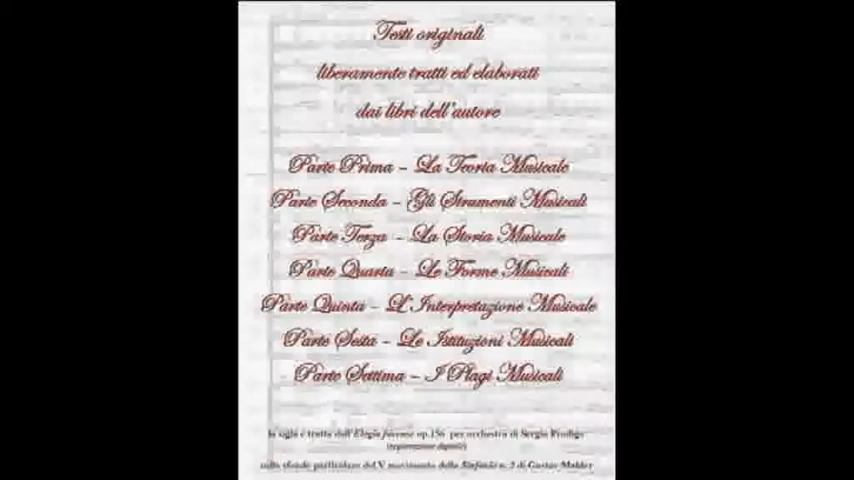 Testi originali
liberamente tratti ed elaborati
dai libri dell'autore
Parte Prima – La Teoria Musicale
Parte Seconda – Gli Strumenti Musicali
Parte Terza – La Storia Musicale
Parte Quarta – Le Forme Musicali
Parte Quinta – L'Interpretazione Musicale
Parte Sesta – Le Istituzioni Musicali
Parte Settima – I Plagi Musicali
la sigla è tratta dall'Elegia op.156 per orchestra di Sergio Prodigo
sullo sfondo particolare del V movimento della Sinfonia n. 2 di Gustav Mahler